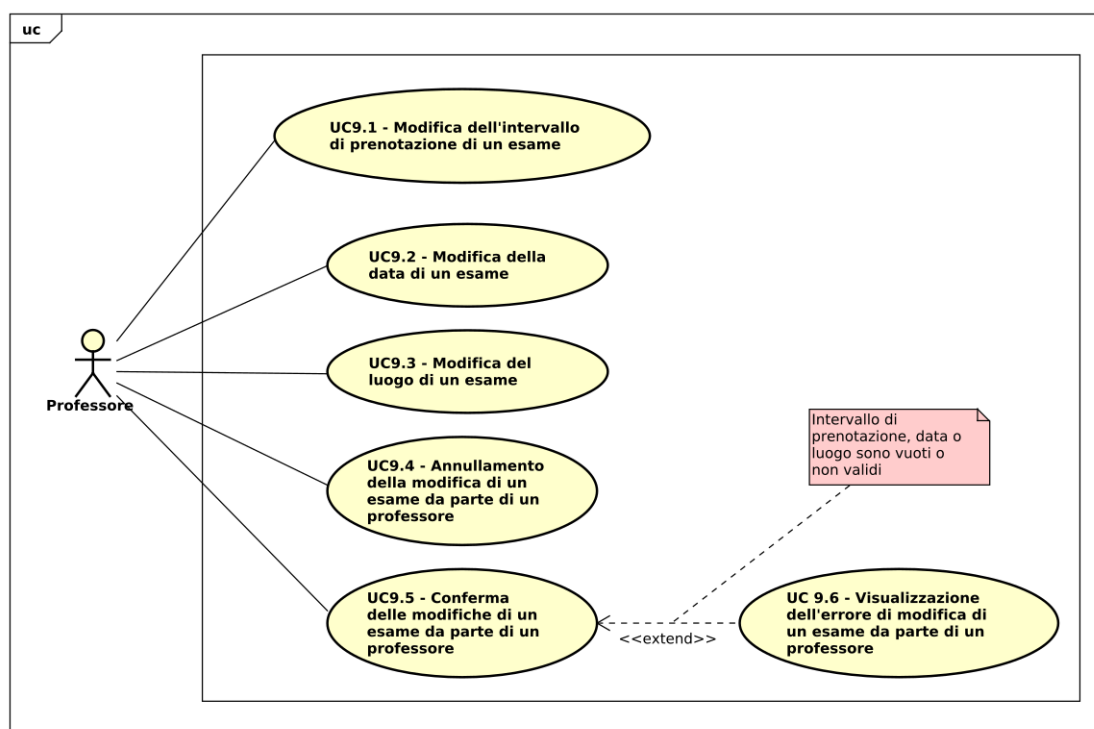 uc
UC9.1 - Modifica dell'intervallo
di prenotazione di un esame
UC9.2 - Modifica della
data di un esame
UC9.3 - Modifica del
luogo di un esame
Professore
Intervallo di
prenotazione, data o
luogo sono vuoti o
non validi
UC9.4 - Annullamento
della modifica di un
esame da parte di un
professore
UC9.5 - Conferma
delle modifiche di un
esame da parte di un
professore
<<extend>>
UC 9.6 - Visualizzazione
dell'errore di modifica di
un esame da parte di un
professore